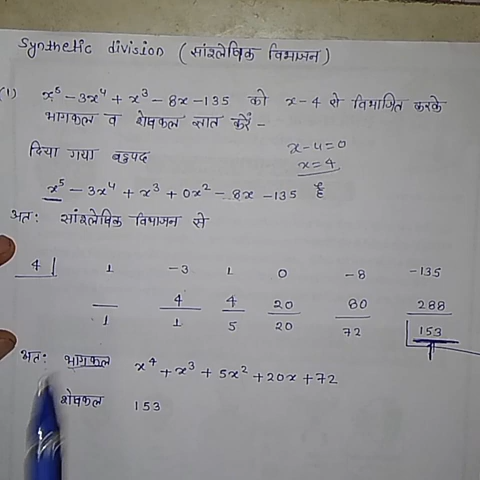 Synthetic division (सांश्लेषिक विभाजन)
(1) x⁵ - 3x⁴ + x³ - 8x - 135 को x-4 से विभाजित करके
भागफल व शेषफल ज्ञात करें -
x-4=0
दिया गया बहुपद x=4
x⁵ - 3x⁴ + x³ + 0x² - 8x - 135 है
अतः सांश्लेषिक विभाजन से
4 1 -3 1 0 -8 -135
4 4 20 80 288
1 1 5 20 72 153
अतः भागफल x⁴ + x³ + 5x² + 20x + 72
शेषफल 153